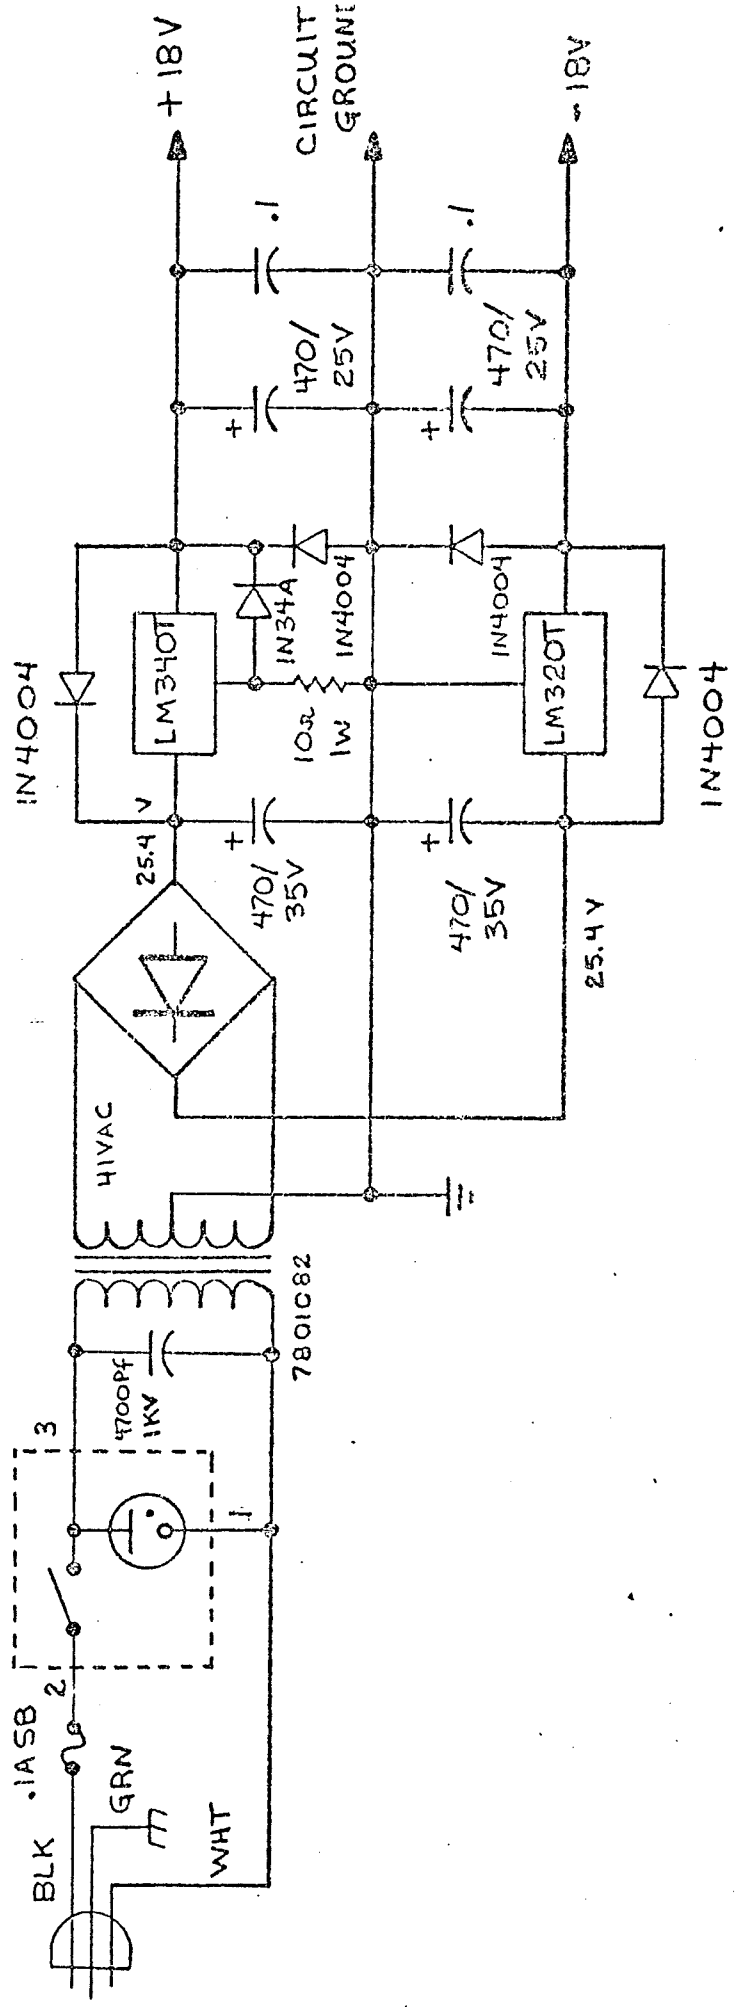 BLK
GRN
WHT
.1ASB
2
3
1
4700Pf
1KV
7801C82
41VAC
25.4 V
25.4 V
1N4004
LM340T
470/
35V
10Ω
1W
1N34A
1N4004
470/
35V
LM320T
1N4004
1N4004
470/
25V
.1
470/
25V
.1
+
+
+
+
+18V
CIRCUIT
GROUN
-18V